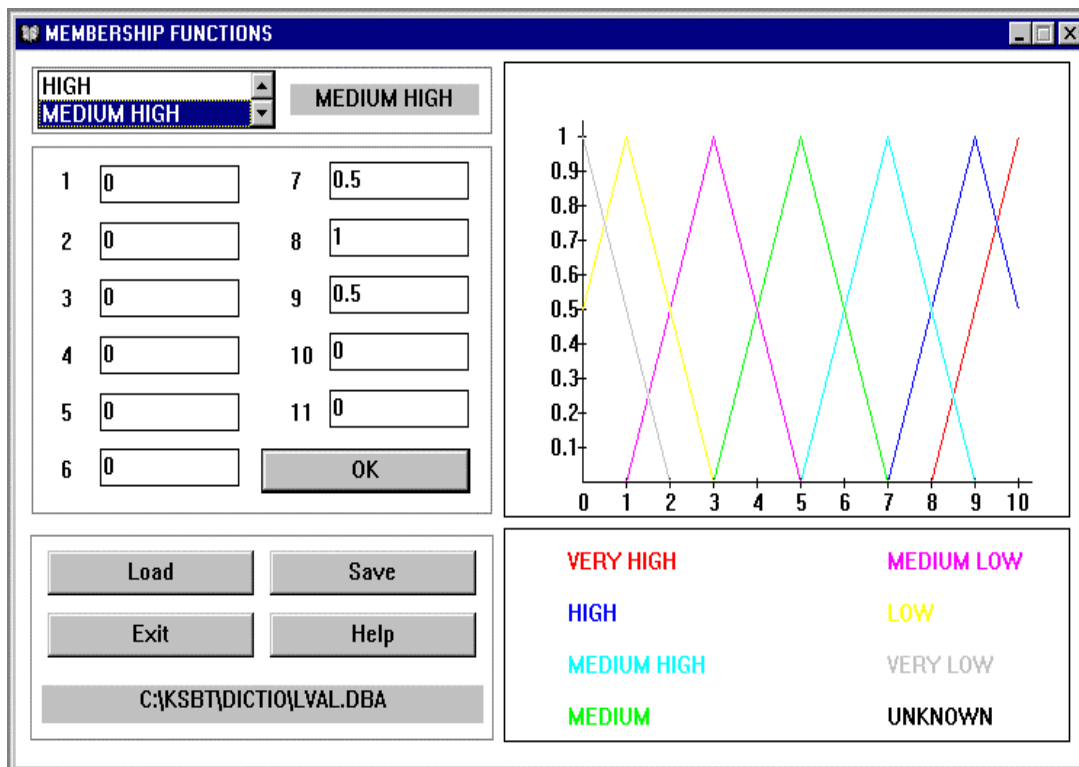 MEMBERSHIP FUNCTIONS
HIGH
MEDIUM HIGH
MEDIUM HIGH
1 0 7 0.5
2 0 8 1
3 0 9 0.5
4 0 10 0
5 0 11 0
6 0 OK
Load Save
Exit Help
C:\KSBT\DICTIO\LVAL.DBA
1
0.9
0.8
0.7
0.6
0.5
0.4
0.3
0.2
0.1
0 1 2 3 4 5 6 7 8 9 10
VERY HIGH MEDIUM LOW
HIGH LOW
MEDIUM HIGH VERY LOW
MEDIUM UNKNOWN